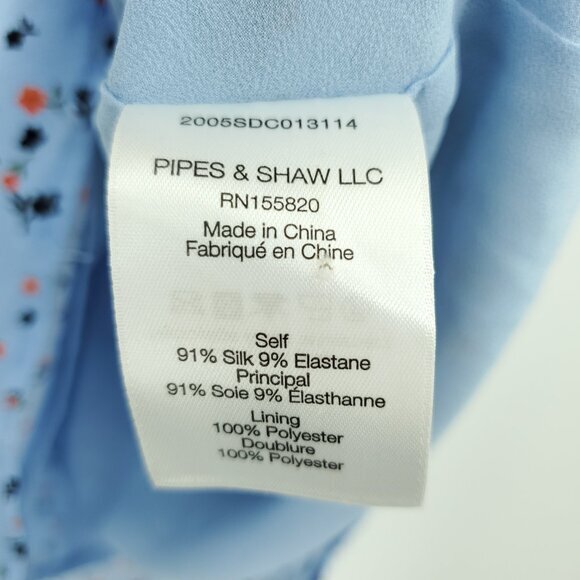 2005SDC013114
PIPES & SHAW LLC
RN155820
Made in China
Fabriqué en Chine
Self
91% Silk 9% Elastane
Principal
91% Soie 9% Élasthanne
Lining
100% Polyester
Doublure
100% Polyester